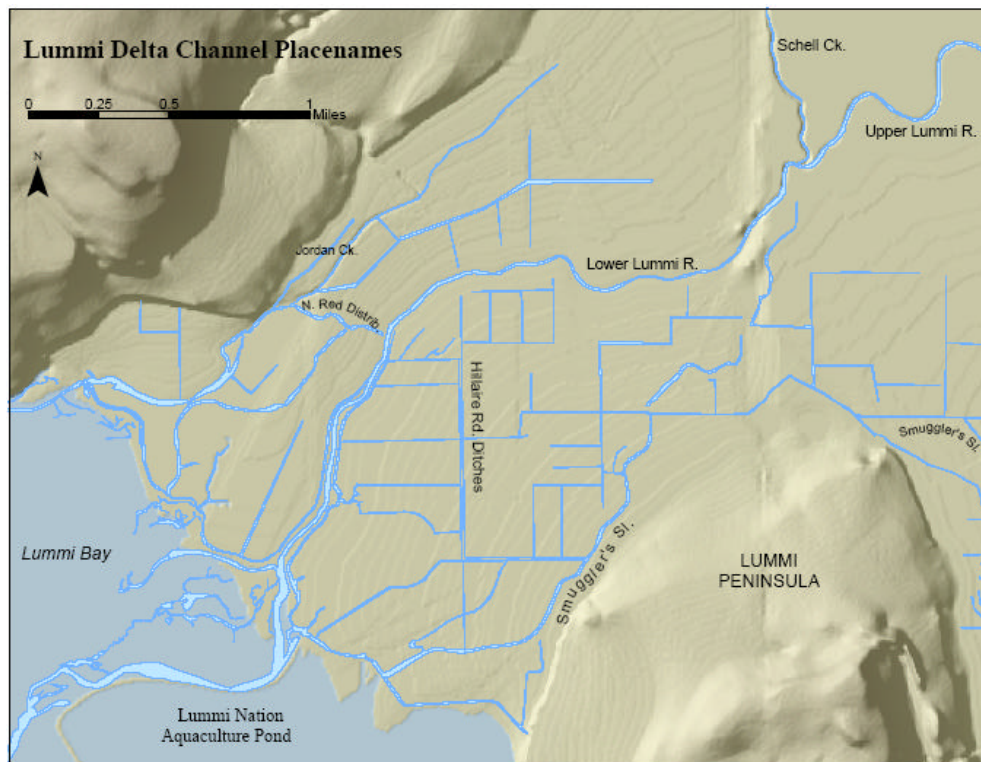 Lummi Delta Channel Placenames
0 0.25 0.5 1
Miles
N
Schell Ck.
Upper Lummi R.
Jordan Ck.
Lower Lummi R.
N. Red Distrib.
Hillaire Rd. Ditches
Smuggler's Sl.
Lummi Bay
Smuggler's Sl.
LUMMI
PENINSULA
Lummi Nation
Aquaculture Pond